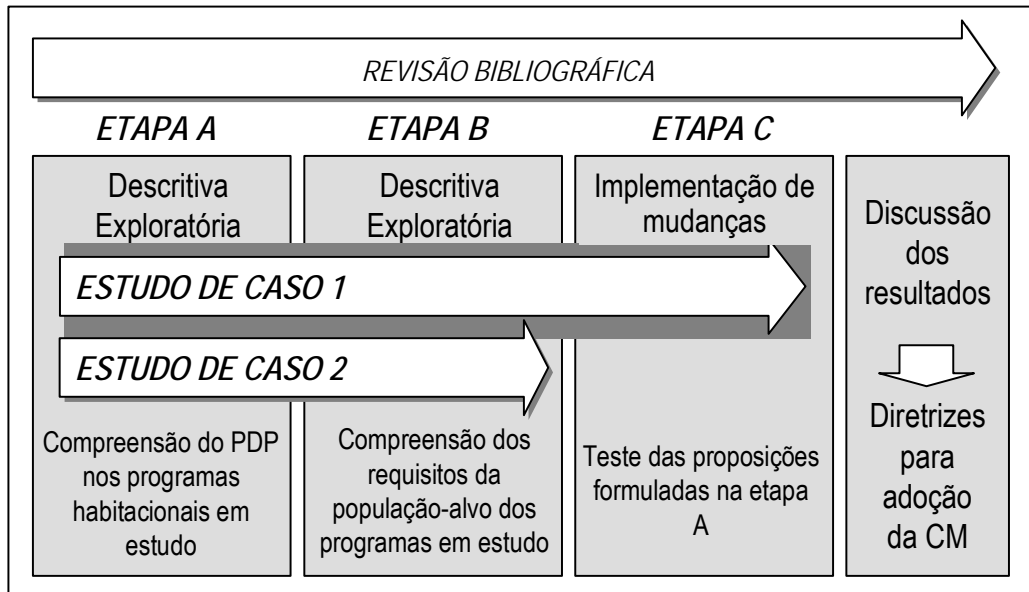 REVISÃO BIBLIOGRÁFICA
ETAPA A
ETAPA B
ETAPA C
Descritiva
Exploratória
Descritiva
Exploratória
Implementação de
mudanças
ESTUDO DE CASO 1
ESTUDO DE CASO 2
Compreensão do PDP
nos programas
habitacionais em
estudo
Compreensão dos
requisitos da
população-alvo dos
programas em estudo
Teste das proposições
formuladas na etapa
A
Discussão
dos
resultados
Diretrizes
para
adoção
da CM